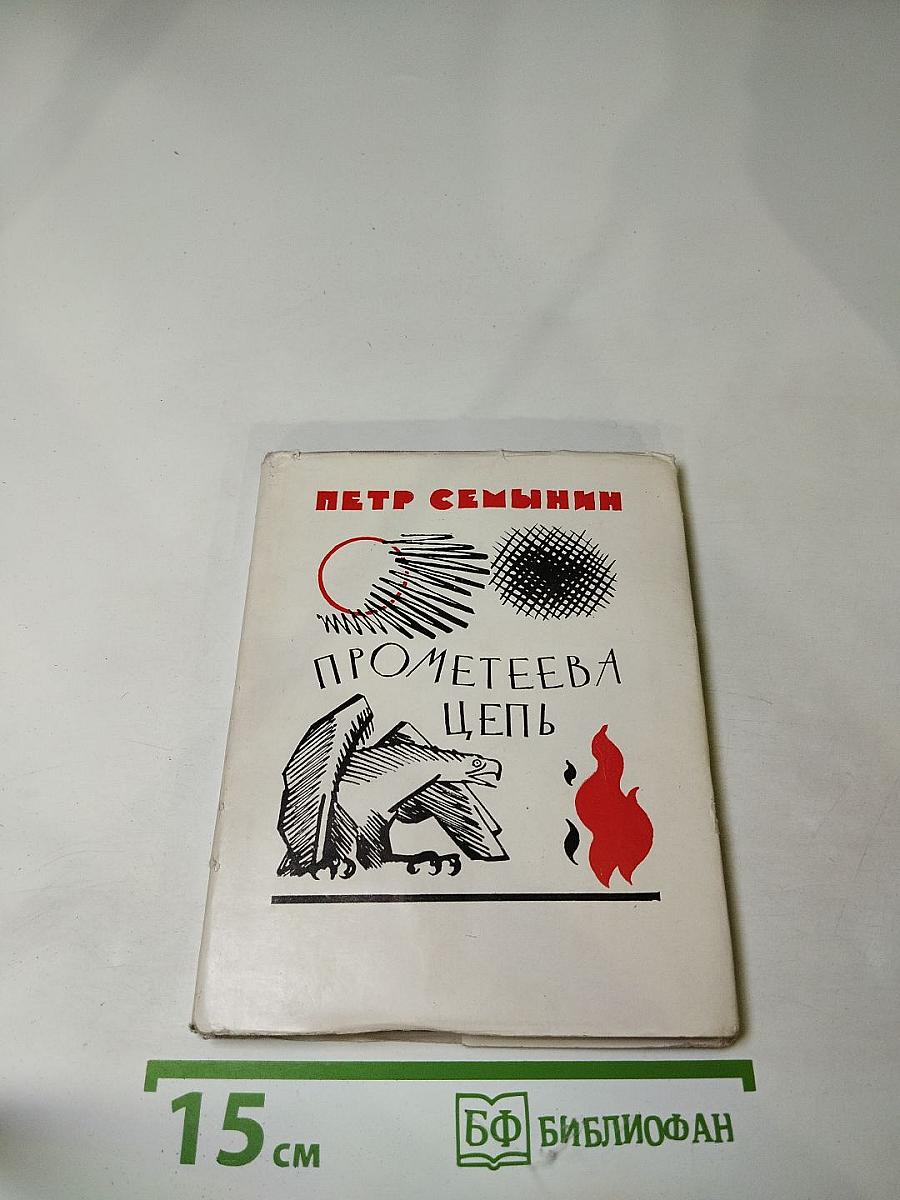 ПЕТР СЕМЫНИН
ПРОМЕТЕЕВА
ЦЕПЬ
15 см
БФ БИБЛИОФАН